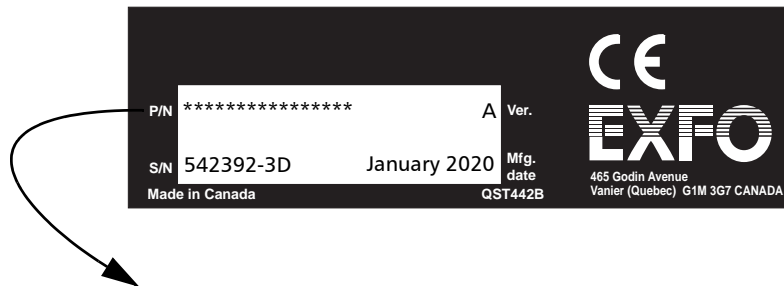 P/N *************** A Ver.
S/N 542392-3D January 2020 Mfg. date
Made in Canada QST442B
CE
EXFO
465 Godin Avenue
Vanier (Quebec) G1M 3G7 CANADA